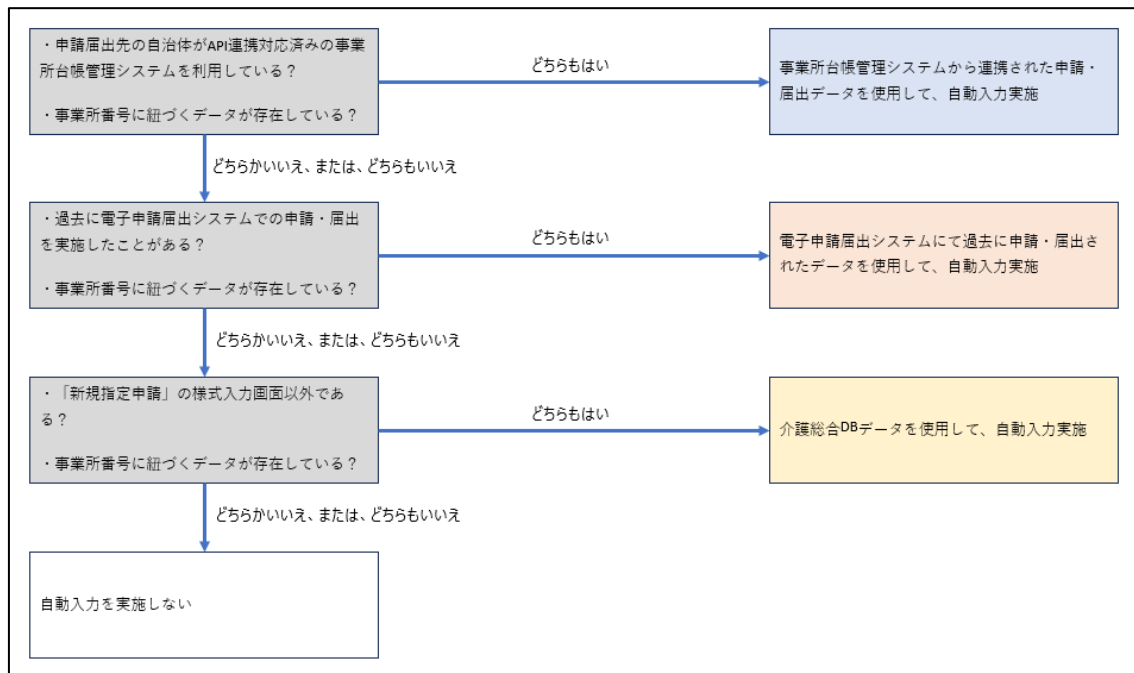 ・申請届出先の自治体がAPI連携対応済みの事業
所台帳管理システムを利用している？
・事業所番号に紐づくデータが存在している？
どちらもはい
事業所台帳管理システムから連携された申請・
届出データを使用して、自動入力実施
どちらかいいえ、または、どちらもいいえ
・過去に電子申請届出システムでの申請・届出
を実施したことがある？
・事業所番号に紐づくデータが存在している？
どちらもはい
電子申請届出システムにて過去に申請・届出さ
れたデータを使用して、自動入力実施
どちらかいいえ、または、どちらもいいえ
・「新規指定申請」の様式入力画面以外であ
る？
・事業所番号に紐づくデータが存在している？
どちらもはい
介護総合DBデータを使用して、自動入力実施
どちらかいいえ、または、どちらもいいえ
自動入力を実施しない